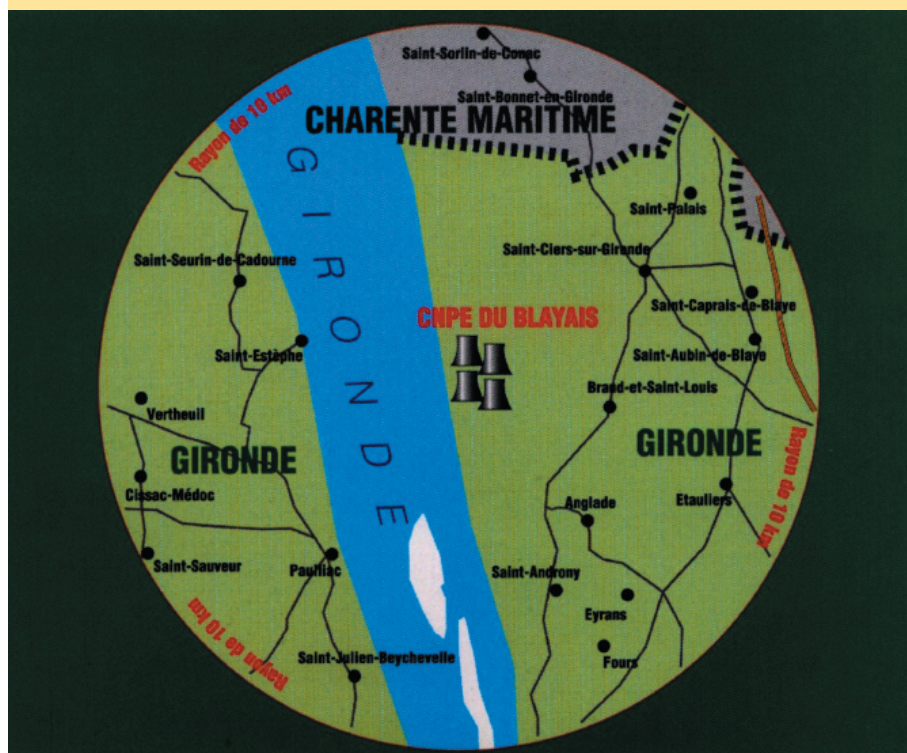 Saint-Sorlin-de-Conac
Saint-Bonnet-en-Gironde
CHARENTE MARITIME
Rayon de 10 km
GIRONDE
Saint-Palais
Saint-Seurin-de-Cadourne
Saint-Clers-sur-Gironde
Saint-Caprais-de-Blaye
CNPE DU BLAYAIS
Saint-Estèphe
Saint-Aubin-de-Blaye
Braud-et-Saint-Louis
Vertheuil
GIRONDE
GIRONDE
Rayon de 10 km
Cissac-Médoc
Etauliers
Anglade
Saint-Sauveur
Pauillac
Saint-Androny
Eyrans
Rayon de 10 km
Saint-Julien-Beychevelle
Fours